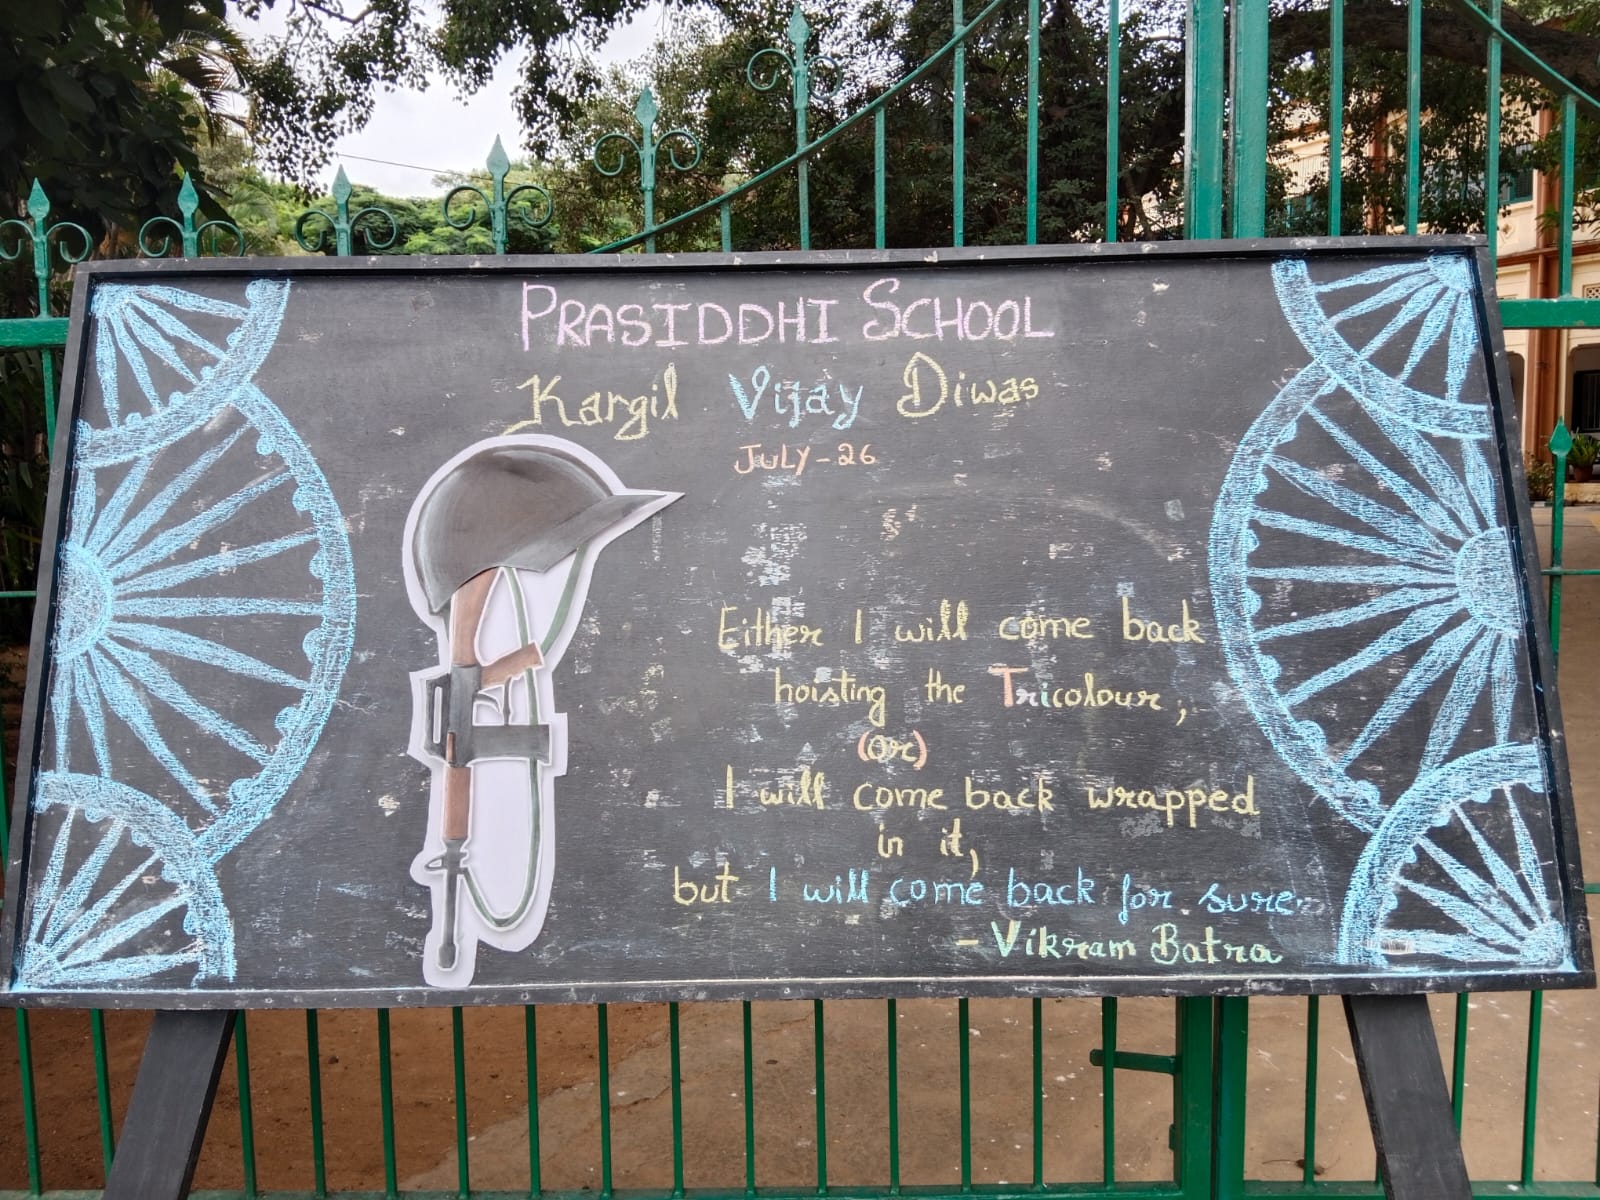 PRASIDDHI SCHOOL
Kargil Vijay Diwas
JULY-26
Either I will come back
hoisting the Tricolour,
(or)
I will come back wrapped
in it,
but I will come back for sure.
- Vikram Batra